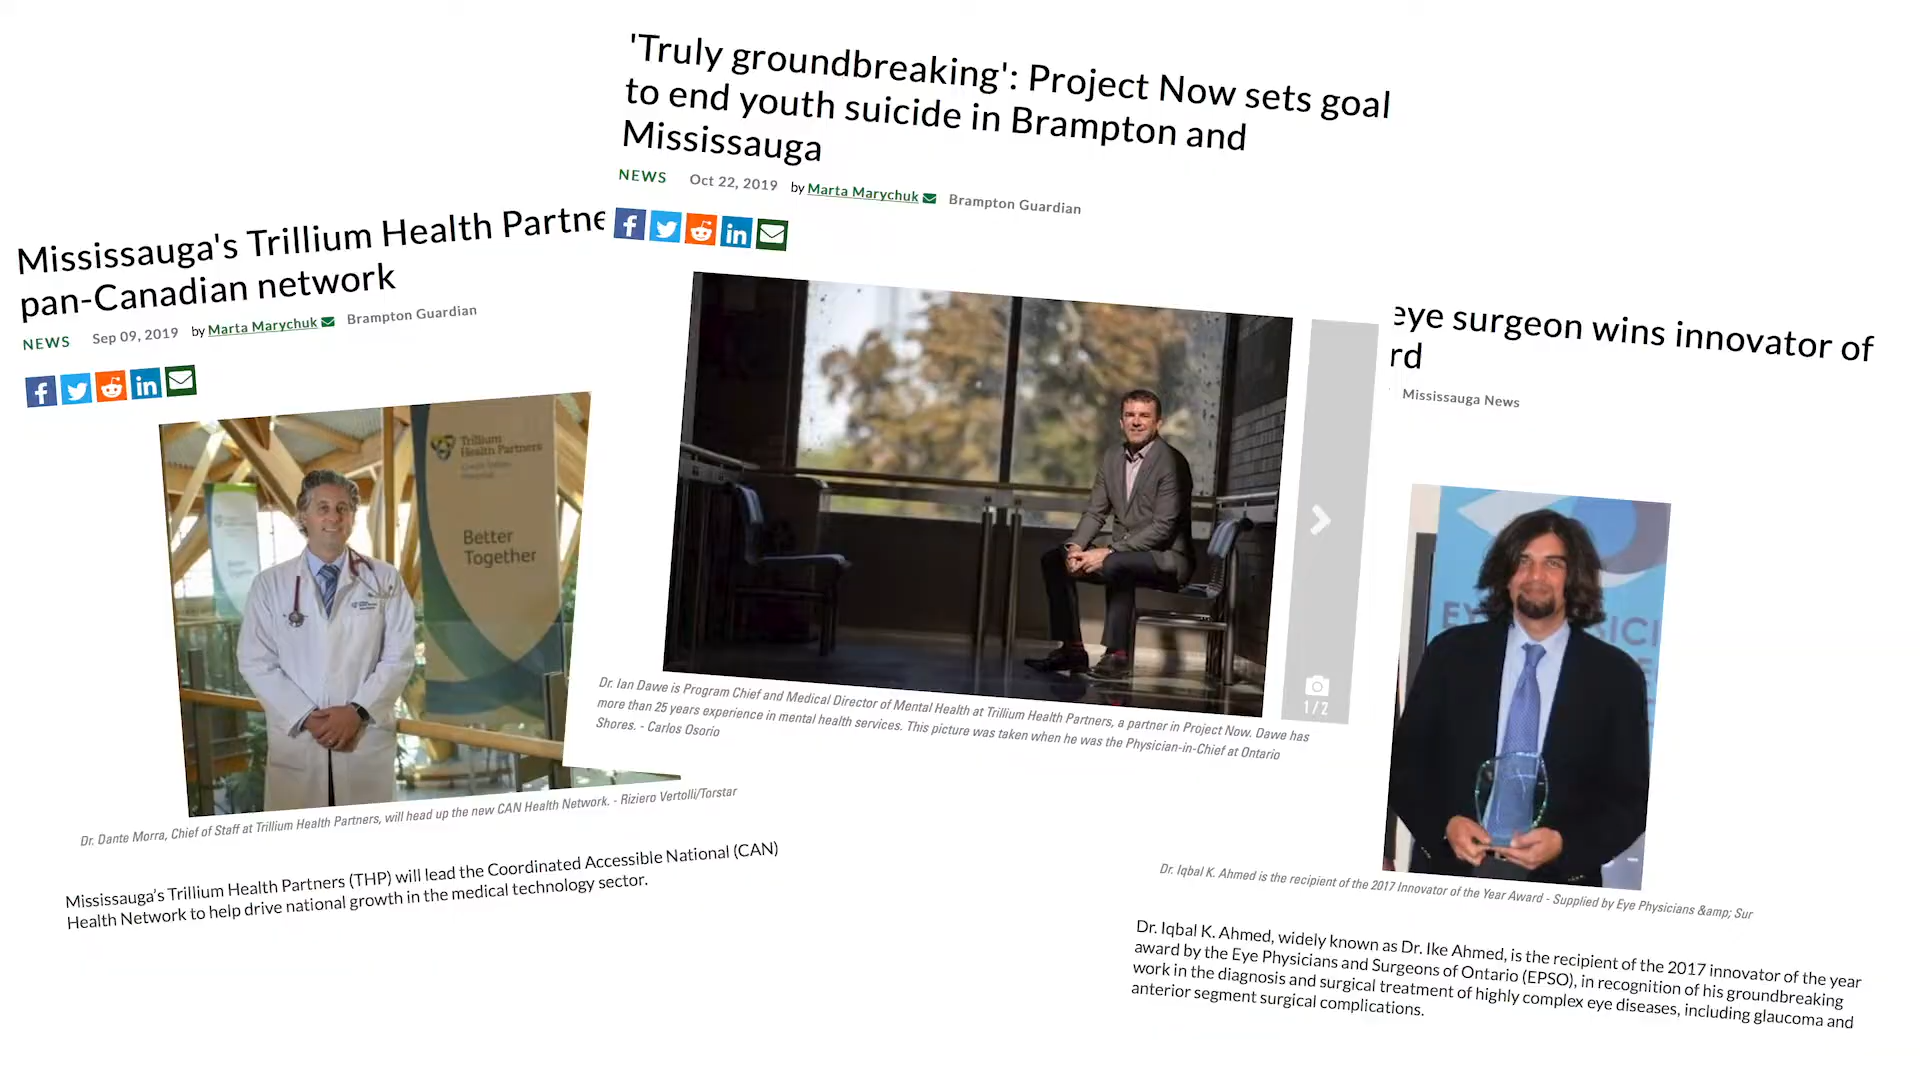 Mississauga's Trillium Health Partne
pan-Canadian network
NEWS Sep 09, 2019 by Marta Marychuk Brampton Guardian
Trillium
Health Partners
Better
Together
Dr. Dante Morra, Chief of Staff at Trillium Health Partners, will head up the new CAN Health Network. - Riziero Vertolli/Torstar
Mississauga's Trillium Health Partners (THP) will lead the Coordinated Accessible National (CAN)
Health Network to help drive national growth in the medical technology sector.
'Truly groundbreaking': Project Now sets goal
to end youth suicide in Brampton and
Mississauga
NEWS Oct 22, 2019 by Marta Marychuk Brampton Guardian
1/2
Dr. Ian Dawe is Program Chief and Medical Director of Mental Health at Trillium Health Partners, a partner in Project Now. Dawe has
more than 25 years experience in mental health services. This picture was taken when he was the Physician-in-Chief at Ontario
Shores. - Carlos Osorio
eye surgeon wins innovator of
rd
Mississauga News
Dr. Iqbal K. Ahmed is the recipient of the 2017 Innovator of the Year Award - Supplied by Eye Physicians &amp; Sur
Dr. Iqbal K. Ahmed, widely known as Dr. Ike Ahmed, is the recipient of the 2017 innovator of the year
award by the Eye Physicians and Surgeons of Ontario (EPSO), in recognition of his groundbreaking
work in the diagnosis and surgical treatment of highly complex eye diseases, including glaucoma and
anterior segment surgical complications.